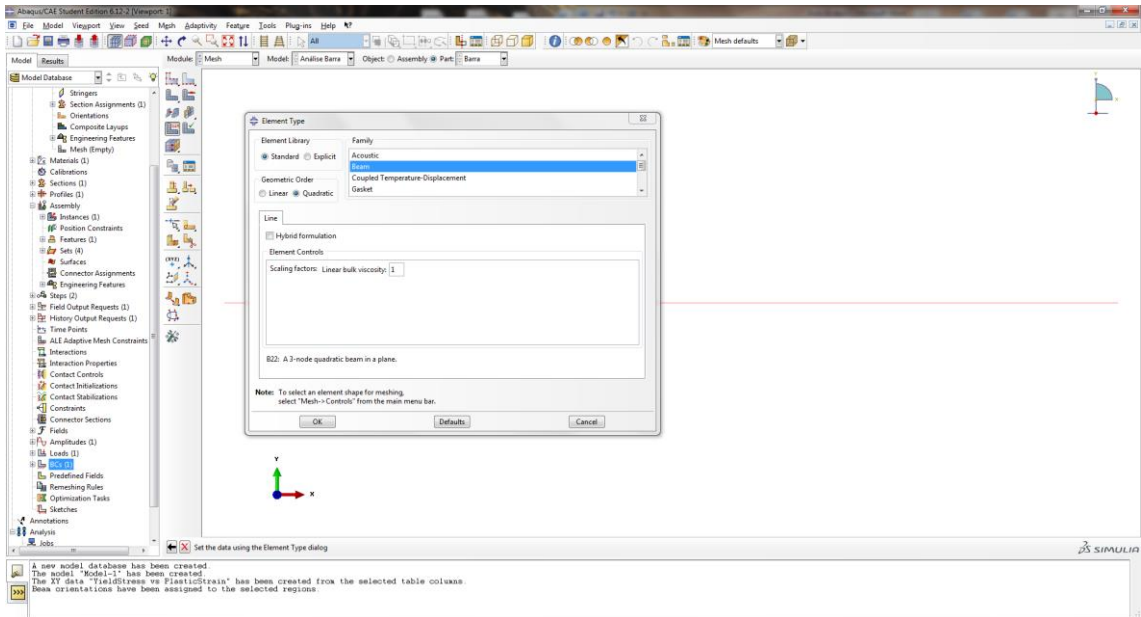 Abaqus/CAE Student Edition 6.12-2 [Viewport: 1]
File Model Viewport View Seed Mesh Adaptivity Feature Tools Plug-ins Help
All
Mesh defaults
Model Results
Module: Mesh Model: Análise Barra Object: Assembly Part: Barra
Model Database
Stringers
Section Assignments (1)
Orientations
Composite Layups
Engineering Features
Mesh (Empty)
Materials (1)
Calibrations
Sections (1)
Profiles (1)
Assembly
Instances (1)
Position Constraints
Features (1)
Sets (4)
Surfaces
Connector Assignments
Engineering Features
Steps (2)
Field Output Requests (1)
History Output Requests (1)
Time Points
ALE Adaptive Mesh Constraints
Interactions
Interaction Properties
Contact Controls
Contact Initializations
Contact Stabilizations
Constraints
Connector Sections
Fields
Amplitudes (1)
Loads (1)
BCs (1)
Predefined Fields
Remeshing Rules
Optimization Tasks
Sketches
Annotations
Analysis
Jobs
Element Type
Element Library
Standard Explicit
Geometric Order
Linear Quadratic
Family
Acoustic
Beam
Coupled Temperature-Displacement
Gasket
Line
Hybrid formulation
Element Controls
Scaling factors: Linear bulk viscosity: 1
B22: A 3-node quadratic beam in a plane.
Note: To select an element shape for meshing,
select "Mesh->Controls" from the main menu bar.
OK Defaults Cancel
Y
X
Set the data using the Element Type dialog
SIMULIA
A new model database has been created.
The model "Model-1" has been created.
The XY data "YieldStress vs PlasticStrain" has been created from the selected table columns.
Beam orientations have been assigned to the selected regions.